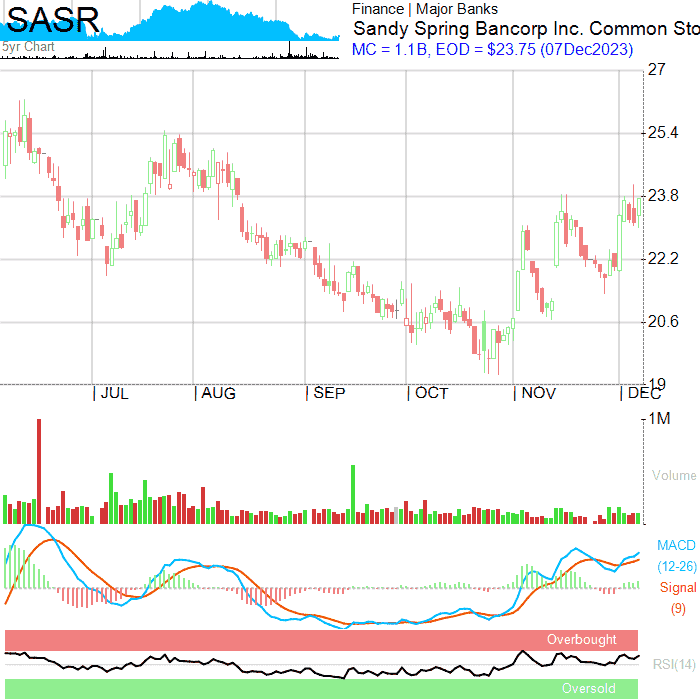 SASR
5yr Chart
Finance | Major Banks
Sandy Spring Bancorp Inc. Common Sto
MC = 1.1B, EOD = $23.75 (07Dec2023)
27
25.4
23.8
22.2
20.6
19
| JUL | AUG | SEP | OCT | NOV | DEC
1M
Volume
MACD
(12-26)
Signal
(9)
Overbought
RSI(14)
Oversold